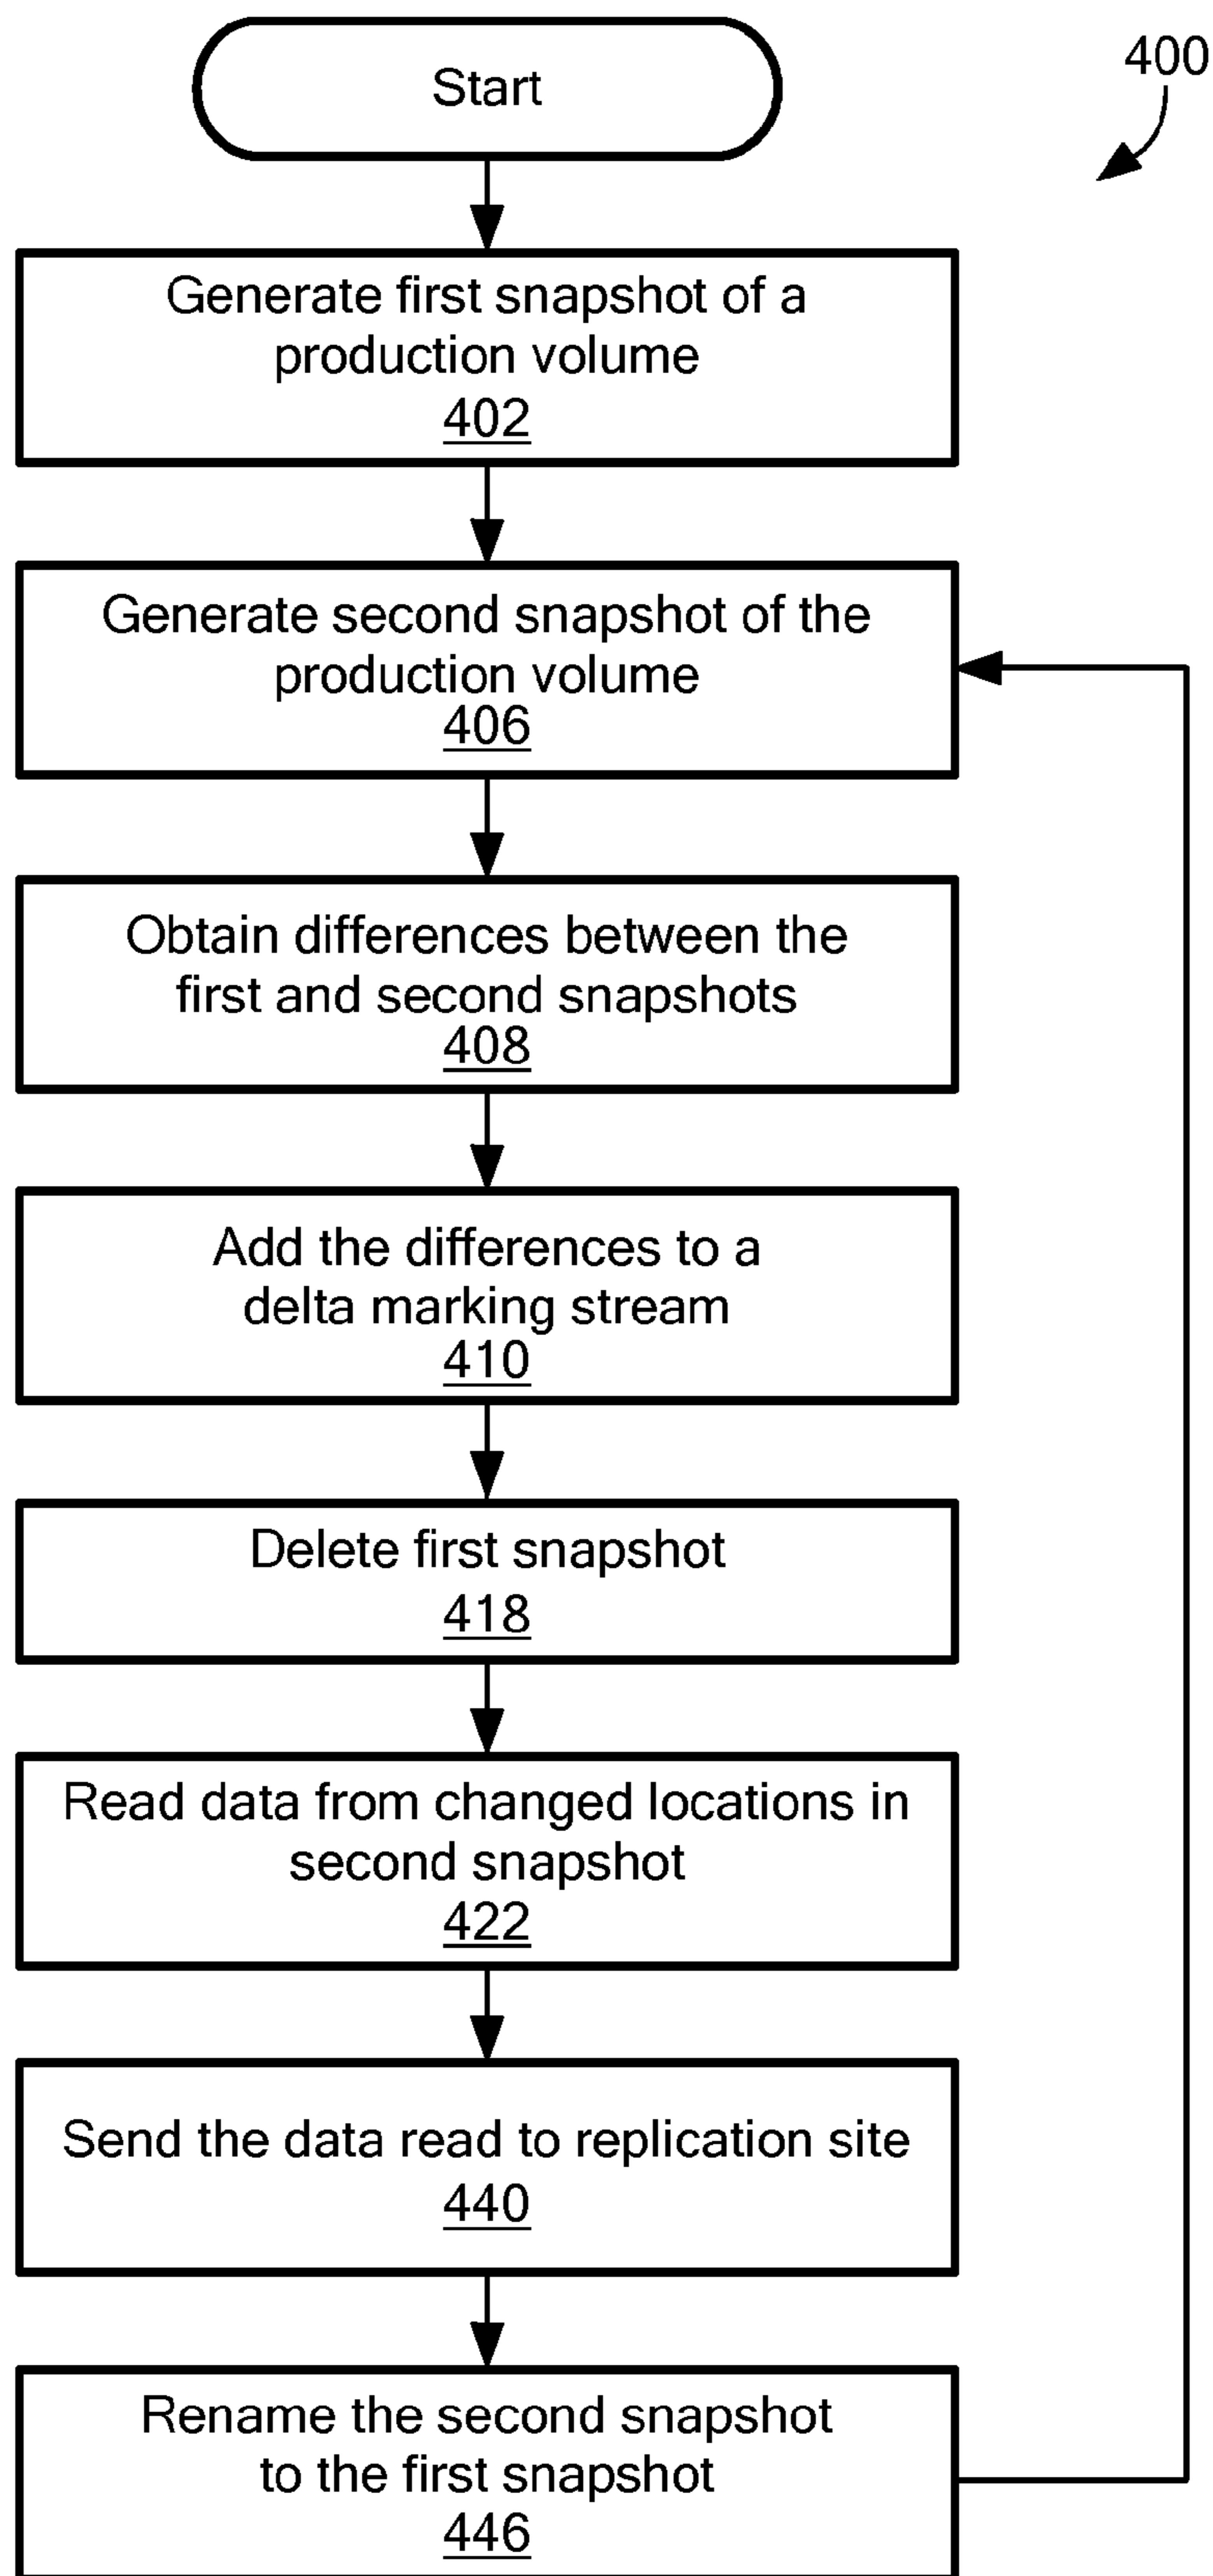 Start
400
Generate first snapshot of a
production volume
402
Generate second snapshot of the
production volume
406
Obtain differences between the
first and second snapshots
408
Add the differences to a
delta marking stream
410
Delete first snapshot
418
Read data from changed locations in
second snapshot
422
Send the data read to replication site
440
Rename the second snapshot
to the first snapshot
446